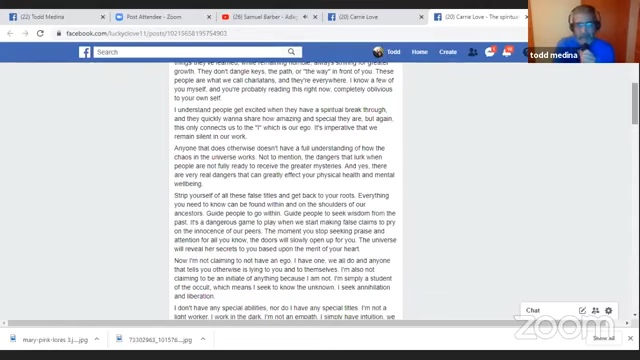 (22) Todd Medina
Post Attendee - Zoom
(26) Samuel Barber - Adag
(20) Carrie Love
(20) Carrie Love - The spiritu
facebook.com/luckyclove11/posts/10215658195754903
Search
Todd
Home
Create
todd medina
things they've learned, while remaining humble, always striving for greater
growth. They don't dangle keys, the path, or "the way" in front of you. These
people are what we call charlatans, and they're everywhere. I know a few of
you myself, and you're probably reading this right now, completely oblivious
to your own self.
I understand people get excited when they have a spiritual break through,
and they quickly wanna share how amazing and special they are, but again,
this only connects us to the "I" which is our ego. It's imperative that we
remain silent in our work.
Anyone that does otherwise doesn't have a full understanding of how the
chaos in the universe works. Not to mention, the dangers that lurk when
people are not fully ready to receive the greater mysteries. And yes, there
are very real dangers that can greatly effect your physical health and mental
wellbeing.
Strip yourself of all these false titles and get back to your roots. Everything
you need to know can be found within and on the shoulders of our
ancestors. Guide people to go within. Guide people to seek wisdom from the
past. It's a dangerous game to play when we start making false claims to pry
on the innocence of our peers. The moment you stop seeking praise and
attention for all you know, the doors will slowly open up for you. The universe
will reveal her secrets to you based upon the merit of your heart.
Now I'm not claiming to not have an ego. I have one, we all do and anyone
that tells you otherwise is lying to you and to themselves. I'm also not
claiming to be an initiate of anything because I am not. I'm simply a student
of the occult, which means I seek to know the unknown. I seek annihilation
and liberation.
I don't have any special abilities, nor do I have any special titles. I'm not a
light worker, I work in the dark. I'm not an empath, I simply have intuition, we
Chat
zoom
mary-pink-lores 3.j....jpg
73302963_101576....jpg
Show all